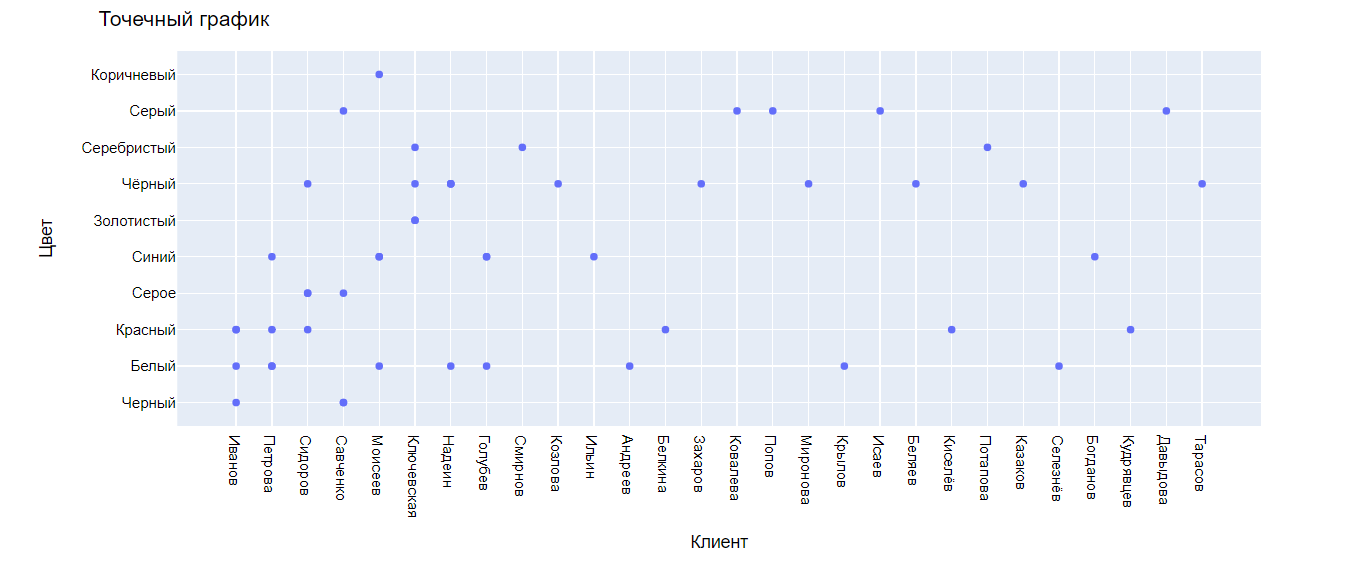 Точечный график
Коричневый
Серый
Серебристый
Чёрный
Золотистый
Синий
Серое
Красный
Белый
Черный
Цвет
Иванов
Петрова
Сидоров
Савченко
Моисеев
Ключевская
Надеин
Голубев
Смирнов
Козлова
Ильин
Андреев
Белкина
Захаров
Ковалева
Попов
Миронова
Крылов
Исаев
Беляев
Киселёв
Потапова
Казаков
Селезнёв
Богданов
Кудрявцев
Давыдова
Тарасов
Клиент